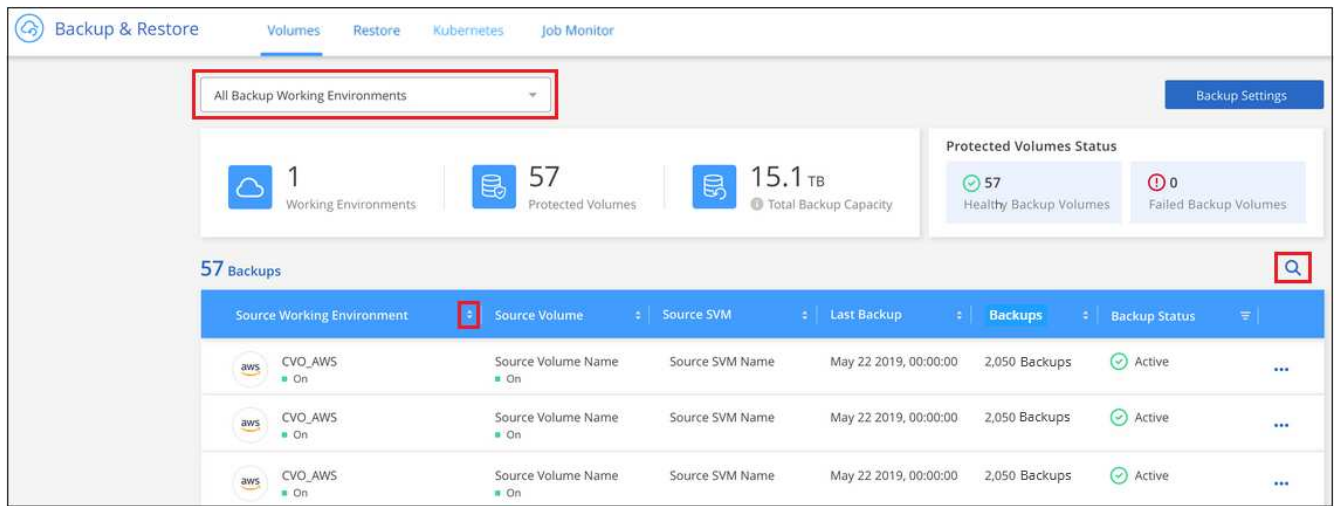 Backup & Restore Volumes Restore Kubernetes Job Monitor
All Backup Working Environments
Backup Settings
1
Working Environments
57
Protected Volumes
15.1 TB
Total Backup Capacity
Protected Volumes Status
57
Healthy Backup Volumes
0
Failed Backup Volumes
57 Backups
Source Working Environment Source Volume Source SVM Last Backup Backups Backup Status
aws CVO_AWS Source Volume Name Source SVM Name May 22 2019, 00:00:00 2,050 Backups Active ...
On On
aws CVO_AWS Source Volume Name Source SVM Name May 22 2019, 00:00:00 2,050 Backups Active ...
On On
aws CVO_AWS Source Volume Name Source SVM Name May 22 2019, 00:00:00 2,050 Backups Active ...
On On